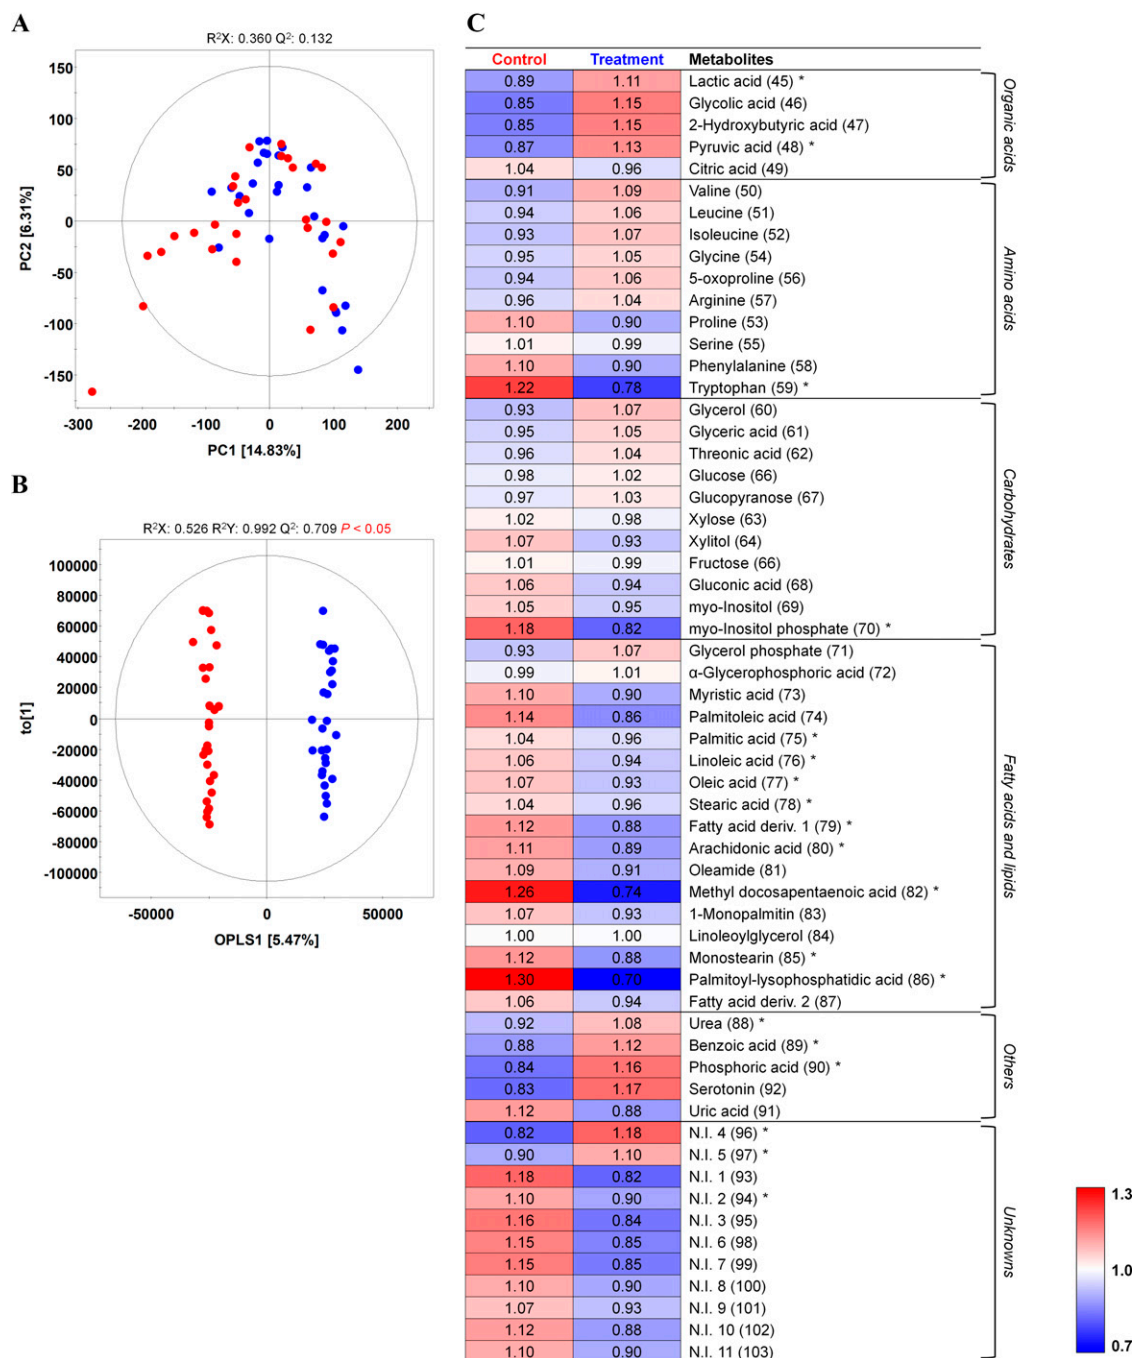 A
R²X: 0.360 Q²: 0.132
150
100
50
0
-50
-100
-150
PC2 [6.31%]
-300 -200 -100 0 100 200
PC1 [14.83%]
B
R²X: 0.526 R²Y: 0.992 Q²: 0.709 P < 0.05
100000
80000
60000
40000
20000
0
-20000
-40000
-60000
-80000
-100000
to[1]
-50000 0 50000
OPLS1 [5.47%]
C
Control Treatment Metabolites
0.89 1.11 Lactic acid (45) *
0.85 1.15 Glycolic acid (46)
0.85 1.15 2-Hydroxybutyric acid (47)
0.87 1.13 Pyruvic acid (48) *
1.04 0.96 Citric acid (49)
Organic acids
0.91 1.09 Valine (50)
0.94 1.06 Leucine (51)
0.93 1.07 Isoleucine (52)
0.95 1.05 Glycine (54)
0.94 1.06 5-oxoproline (56)
0.96 1.04 Arginine (57)
1.10 0.90 Proline (53)
1.01 0.99 Serine (55)
1.10 0.90 Phenylalanine (58)
1.22 0.78 Tryptophan (59) *
Amino acids
0.93 1.07 Glycerol (60)
0.95 1.05 Glyceric acid (61)
0.96 1.04 Threonic acid (62)
0.98 1.02 Glucose (66)
0.97 1.03 Glucopyranose (67)
1.02 0.98 Xylose (63)
1.07 0.93 Xylitol (64)
1.01 0.99 Fructose (66)
1.06 0.94 Gluconic acid (68)
1.05 0.95 myo-Inositol (69)
1.18 0.82 myo-Inositol phosphate (70) *
Carbohydrates
0.93 1.07 Glycerol phosphate (71)
0.99 1.01 α-Glycerophosphoric acid (72)
1.10 0.90 Myristic acid (73)
1.14 0.86 Palmitoleic acid (74)
1.04 0.96 Palmitic acid (75) *
1.06 0.94 Linoleic acid (76) *
1.07 0.93 Oleic acid (77) *
1.04 0.96 Stearic acid (78) *
1.12 0.88 Fatty acid deriv. 1 (79) *
1.11 0.89 Arachidonic acid (80) *
1.09 0.91 Oleamide (81)
1.26 0.74 Methyl docosapentaenoic acid (82) *
1.07 0.93 1-Monopalmitin (83)
1.00 1.00 Linoleoylglycerol (84)
1.12 0.88 Monostearin (85) *
1.30 0.70 Palmitoyl-lysophosphatidic acid (86) *
1.06 0.94 Fatty acid deriv. 2 (87)
Fatty acids and lipids
0.92 1.08 Urea (88) *
0.88 1.12 Benzoic acid (89) *
0.84 1.16 Phosphoric acid (90) *
0.83 1.17 Serotonin (92)
1.12 0.88 Uric acid (91)
Others
0.82 1.18 N.I. 4 (96) *
0.90 1.10 N.I. 5 (97) *
1.18 0.82 N.I. 1 (93)
1.10 0.90 N.I. 2 (94) *
1.16 0.84 N.I. 3 (95)
1.15 0.85 N.I. 6 (98)
1.15 0.85 N.I. 7 (99)
1.10 0.90 N.I. 8 (100)
1.07 0.93 N.I. 9 (101)
1.12 0.88 N.I. 10 (102)
1.10 0.90 N.I. 11 (103)
Unknowns
1.3
1.0
0.7